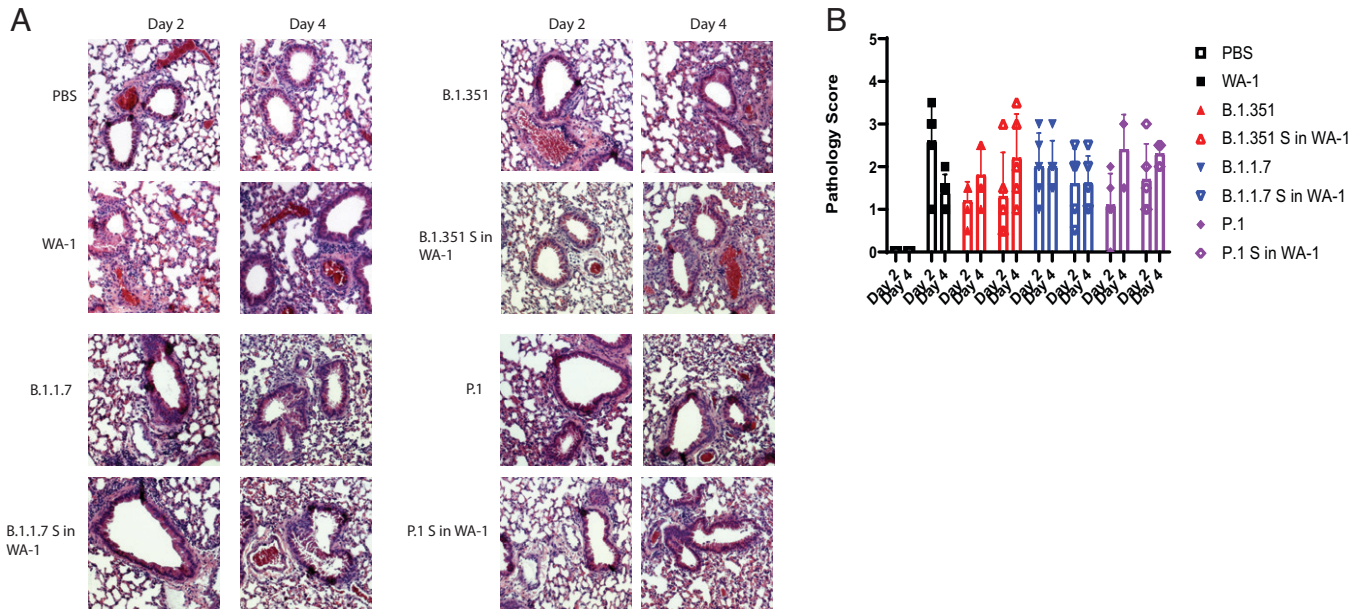 A
Day 2
Day 4
PBS
WA-1
B.1.1.7
B.1.1.7 S in
WA-1
Day 2
Day 4
B.1.351
B.1.351 S in
WA-1
P.1
P.1 S in WA-1
B
Pathology Score
5
4
3
2
1
0
Day 2
Day 4
Day 2
Day 4
Day 2
Day 4
Day 2
Day 4
Day 2
Day 4
Day 2
Day 4
Day 2
Day 4
Day 2
Day 4
PBS
WA-1
B.1.351
B.1.351 S in WA-1
B.1.1.7
B.1.1.7 S in WA-1
P.1
P.1 S in WA-1